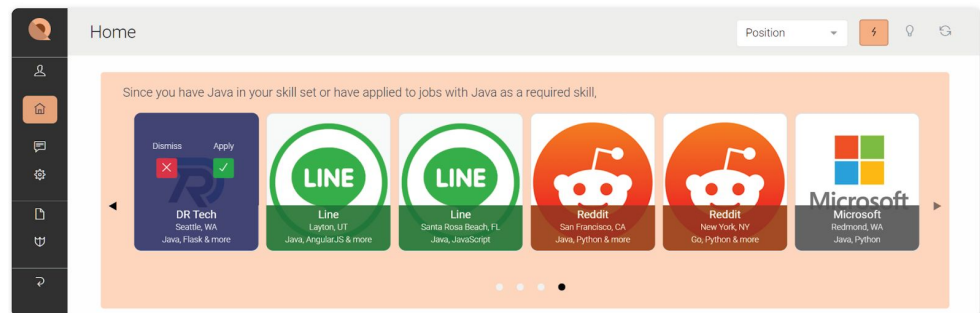 Home
Position
Since you have Java in your skill set or have applied to jobs with Java as a required skill,
Dismiss Apply
DR Tech
Seattle, WA
Java, Flask & more
LINE
Line
Layton, UT
Java, AngularJS & more
LINE
Line
Santa Rosa Beach, FL
Java, JavaScript
Reddit
San Francisco, CA
Java, Python & more
Reddit
New York, NY
Go, Python & more
Microsoft
Microsoft
Redmond, WA
Java, Python